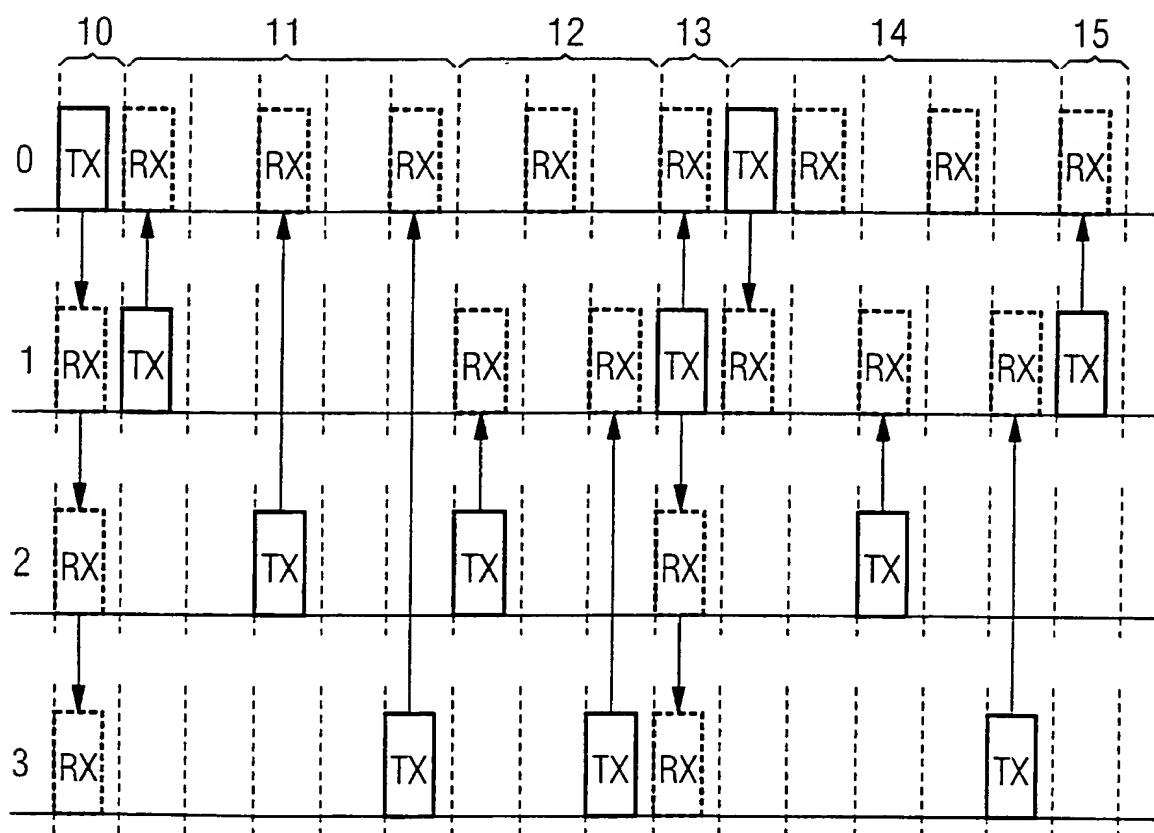 10 11 12 13 14 15
0 TX RX RX RX RX RX TX RX RX RX
1 RX TX RX RX TX RX RX RX TX
2 RX TX TX RX TX
3 RX TX TX RX TX